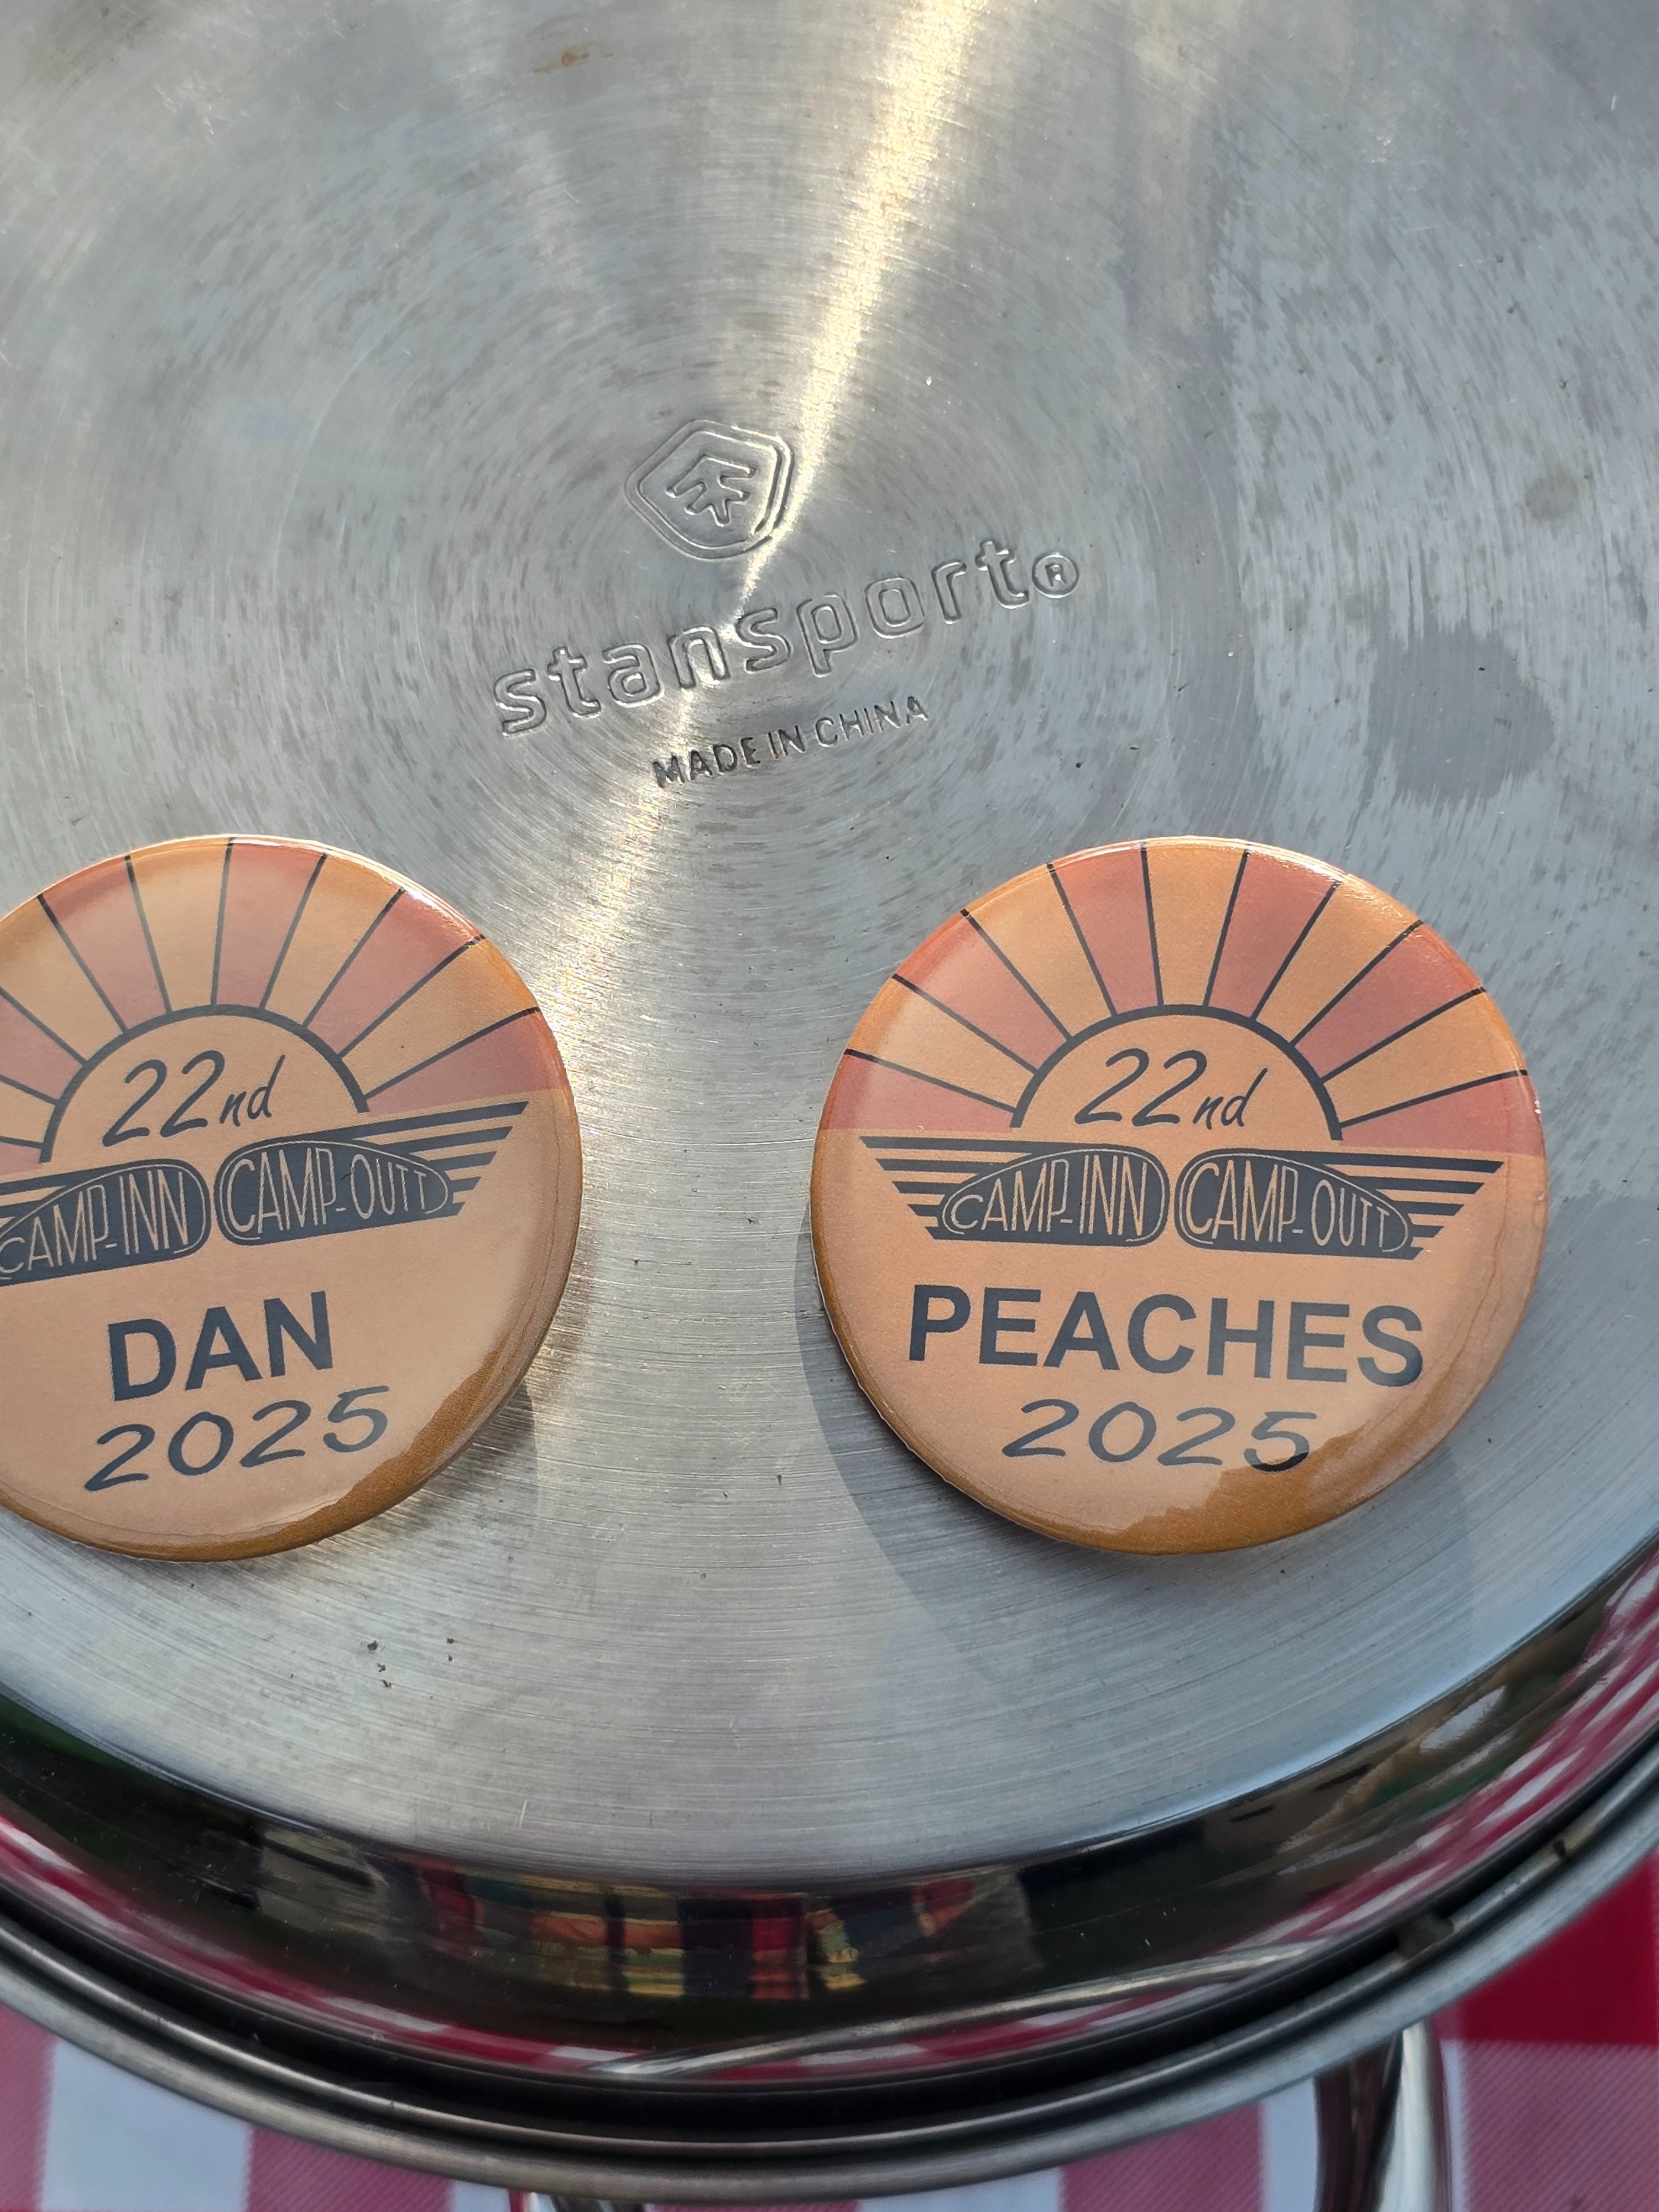 stansport®
MADE IN CHINA
22nd
CAMP-INN CAMP-OUTT
DAN
2025
22nd
CAMP-INN CAMP-OUTT
PEACHES
2025